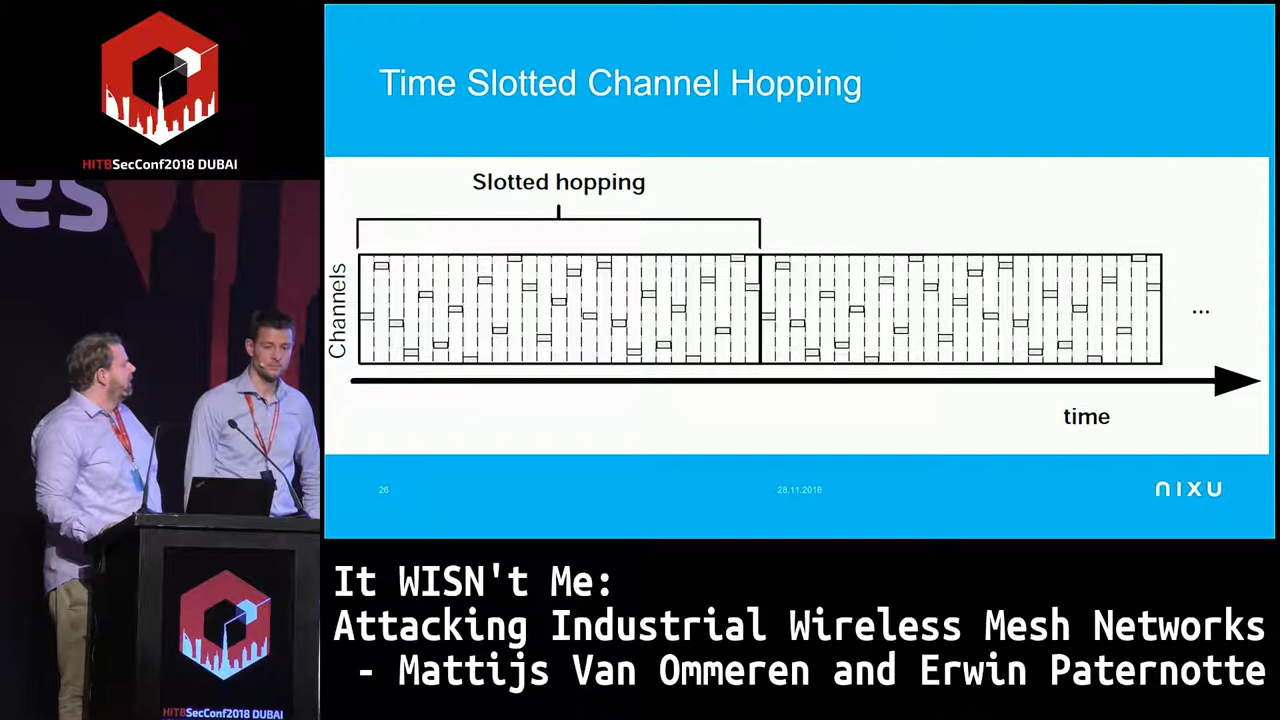 HITBSecConf2018 DUBAI
es
Time Slotted Channel Hopping
Slotted hopping
Channels
...
time
26
28.11.2018
nixu
HITBSecConf2018 DUBAI
It WISN't Me:
Attacking Industrial Wireless Mesh Networks
- Mattijs Van Ommeren and Erwin Paternotte